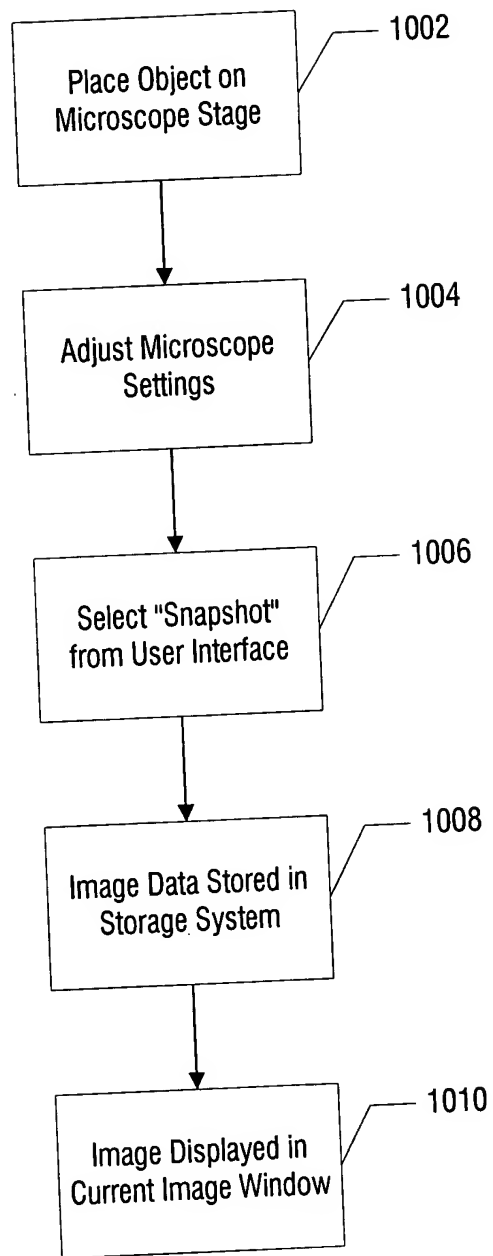 1002
Place Object on
Microscope Stage
1004
Adjust Microscope
Settings
1006
Select "Snapshot"
from User Interface
1008
Image Data Stored in
Storage System
1010
Image Displayed in
Current Image Window